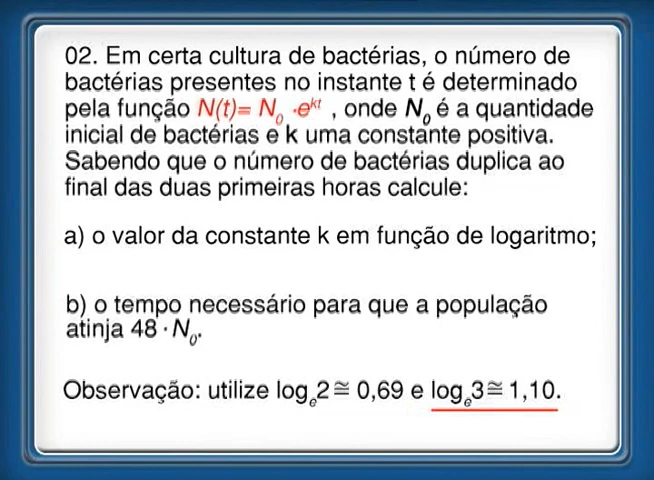 02. Em certa cultura de bactérias, o número de
bactérias presentes no instante t é determinado
pela função N(t)= N₀ ·eᵏᵗ , onde N₀ é a quantidade
inicial de bactérias e k uma constante positiva.
Sabendo que o número de bactérias duplica ao
final das duas primeiras horas calcule:
a) o valor da constante k em função de logaritmo;
b) o tempo necessário para que a população
atinja 48 · N₀.
Observação: utilize logₑ2 ≅ 0,69 e logₑ3 ≅ 1,10.